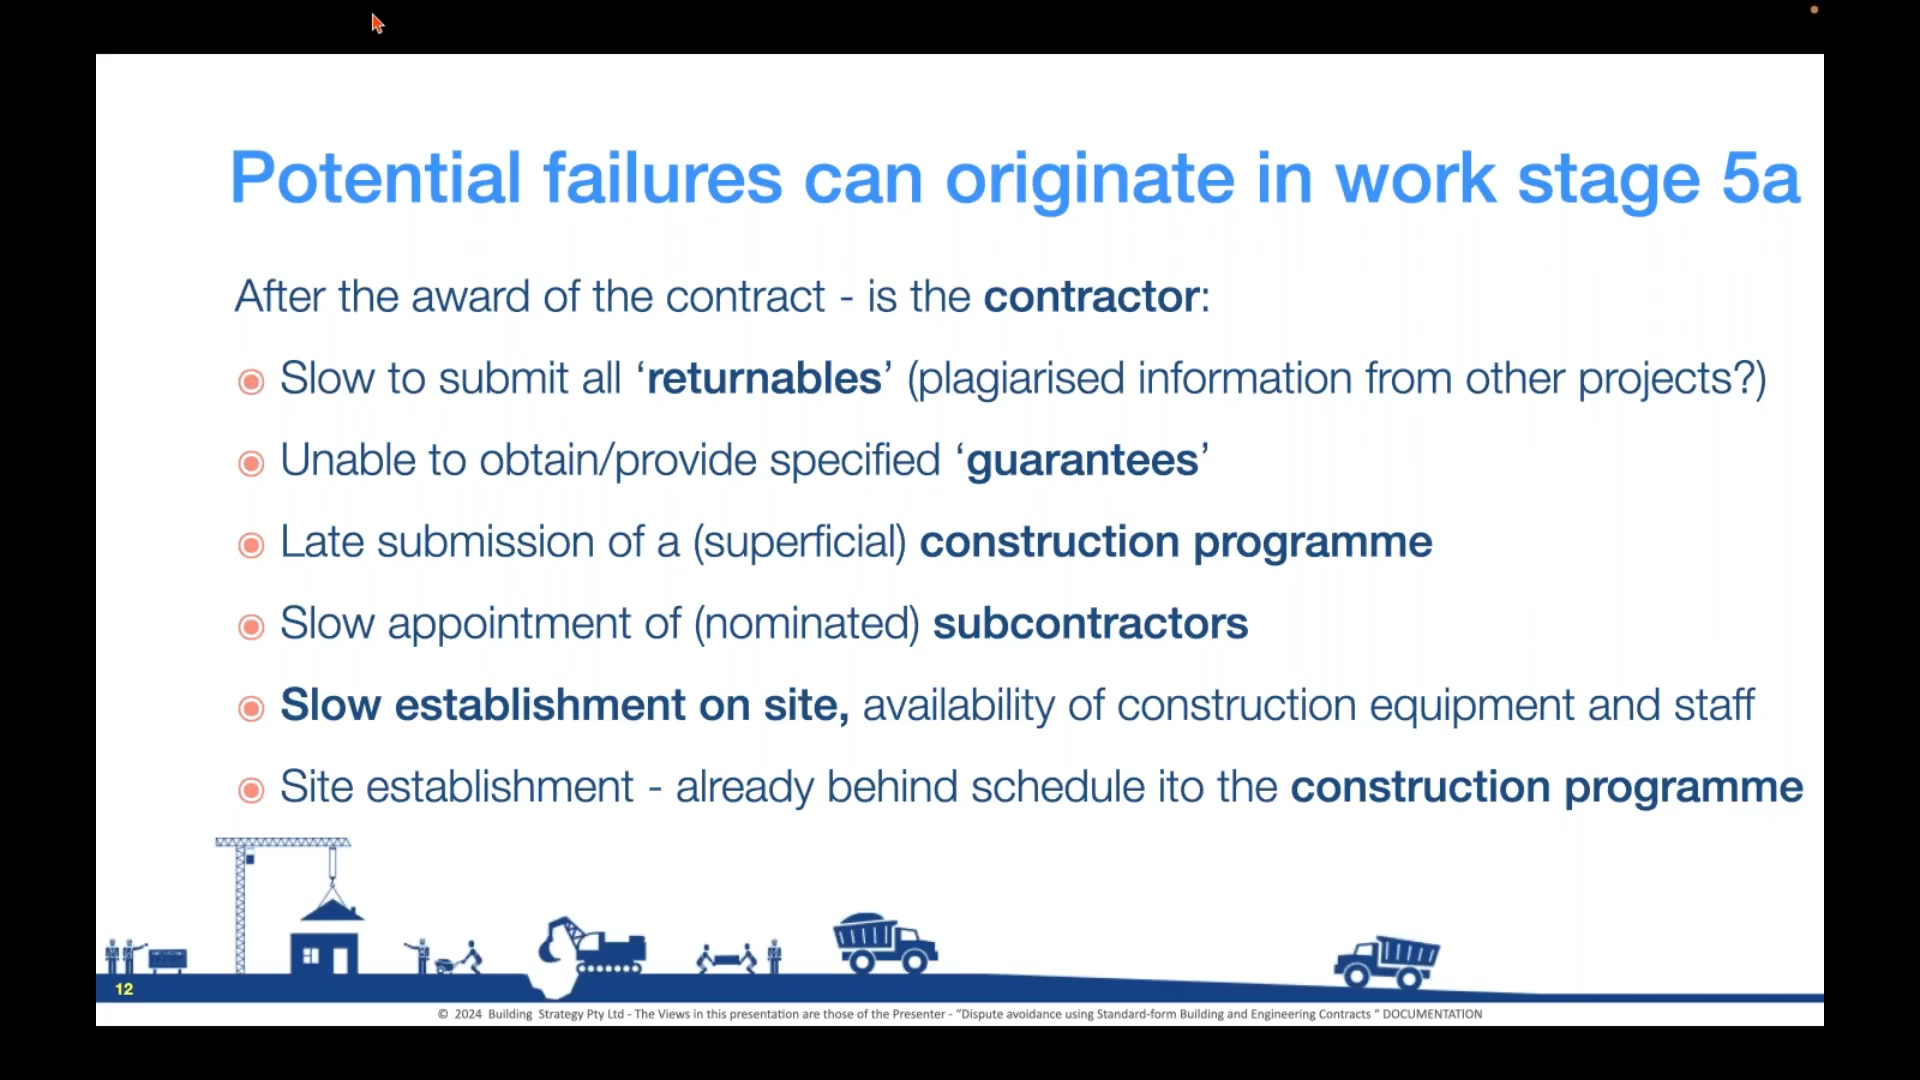 Potential failures can originate in work stage 5a
After the award of the contract - is the contractor:
Slow to submit all ‘returnables’ (plagiarised information from other projects?)
Unable to obtain/provide specified ‘guarantees’
Late submission of a (superficial) construction programme
Slow appointment of (nominated) subcontractors
Slow establishment on site, availability of construction equipment and staff
Site establishment - already behind schedule ito the construction programme
12
© 2024 Building Strategy Pty Ltd - The Views in this presentation are those of the Presenter - “Dispute avoidance using Standard-form Building and Engineering Contracts “ DOCUMENTATION